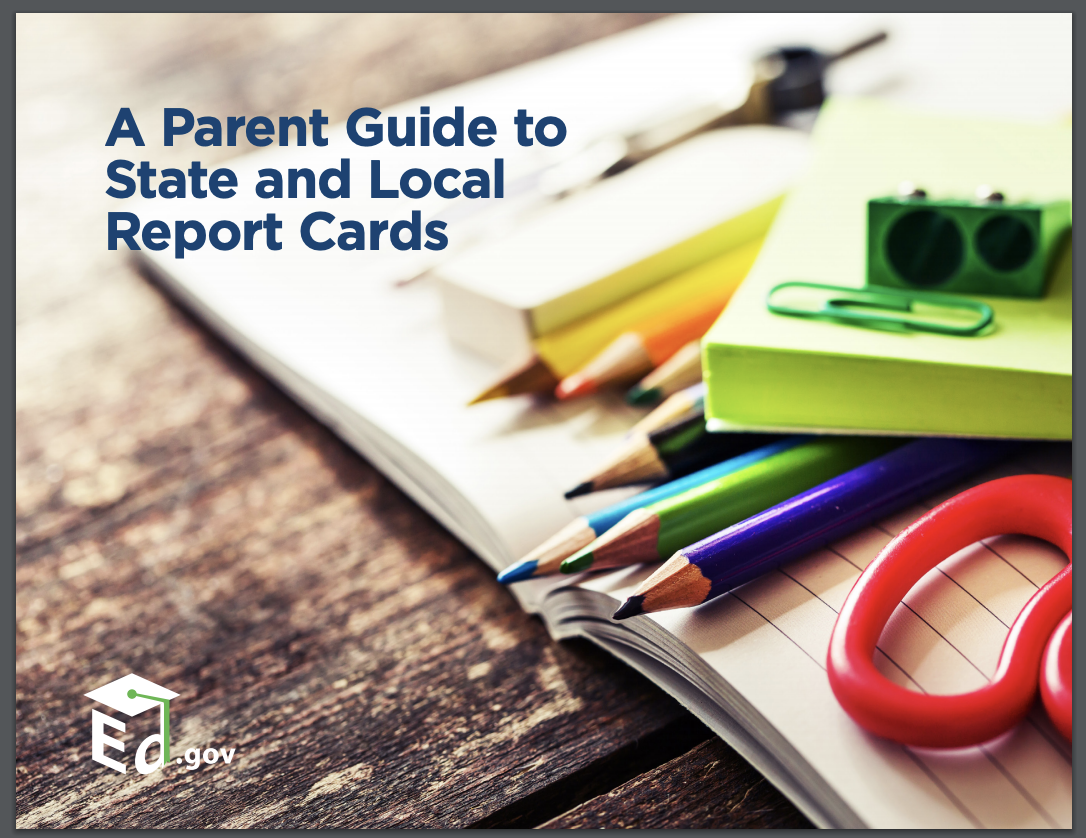 A Parent Guide to
State and Local
Report Cards
Ed.gov